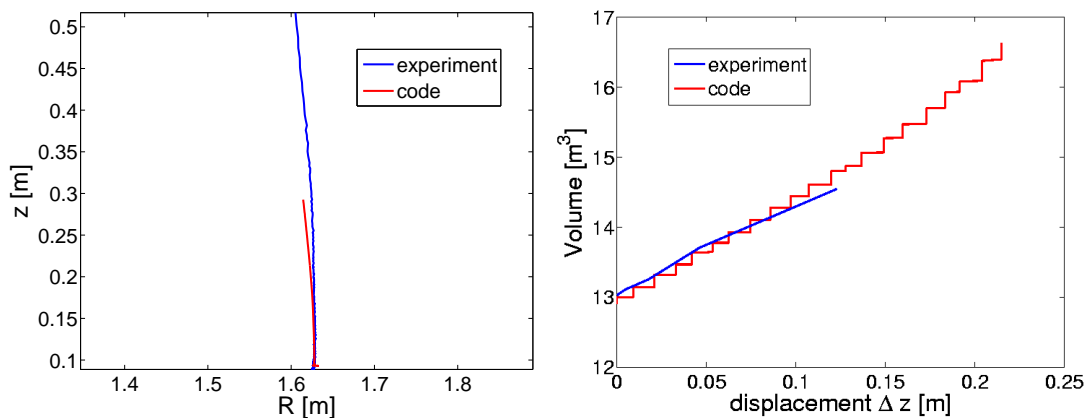 0.5
0.45
0.4
0.35
0.3
0.25
0.2
0.15
0.1
z [m]
1.4 1.5 1.6 1.7 1.8
R [m]
experiment
code
17
16
15
14
13
12
Volume [m³]
0 0.05 0.1 0.15 0.2 0.25
displacement Δ z [m]
experiment
code